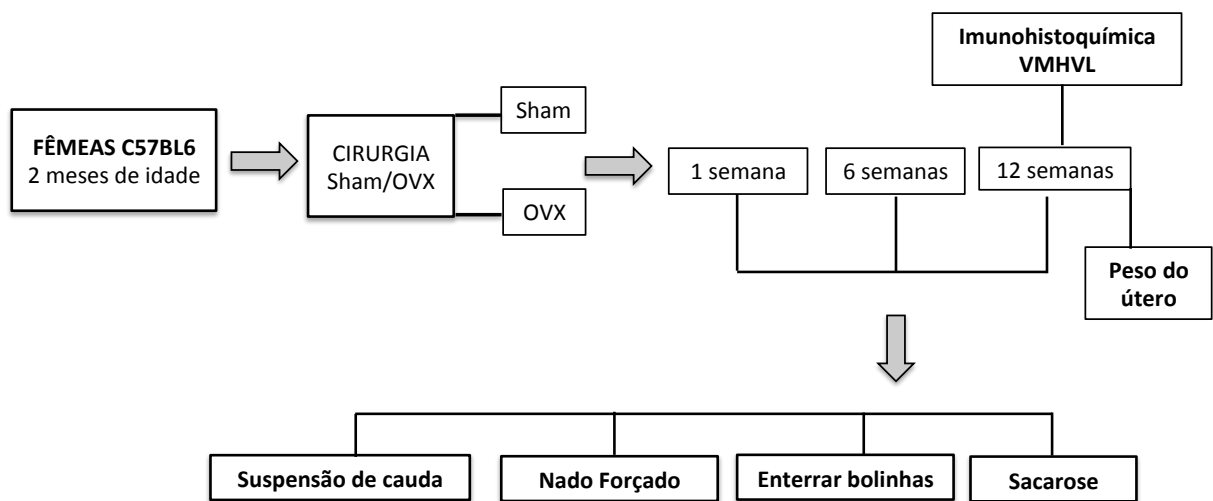 Imunohistoquímica
VMHVL
FÊMEAS C57BL6
2 meses de idade
CIRURGIA
Sham/OVX
Sham
OVX
1 semana
6 semanas
12 semanas
Peso do
útero
Suspensão de cauda
Nado Forçado
Enterrar bolinhas
Sacarose